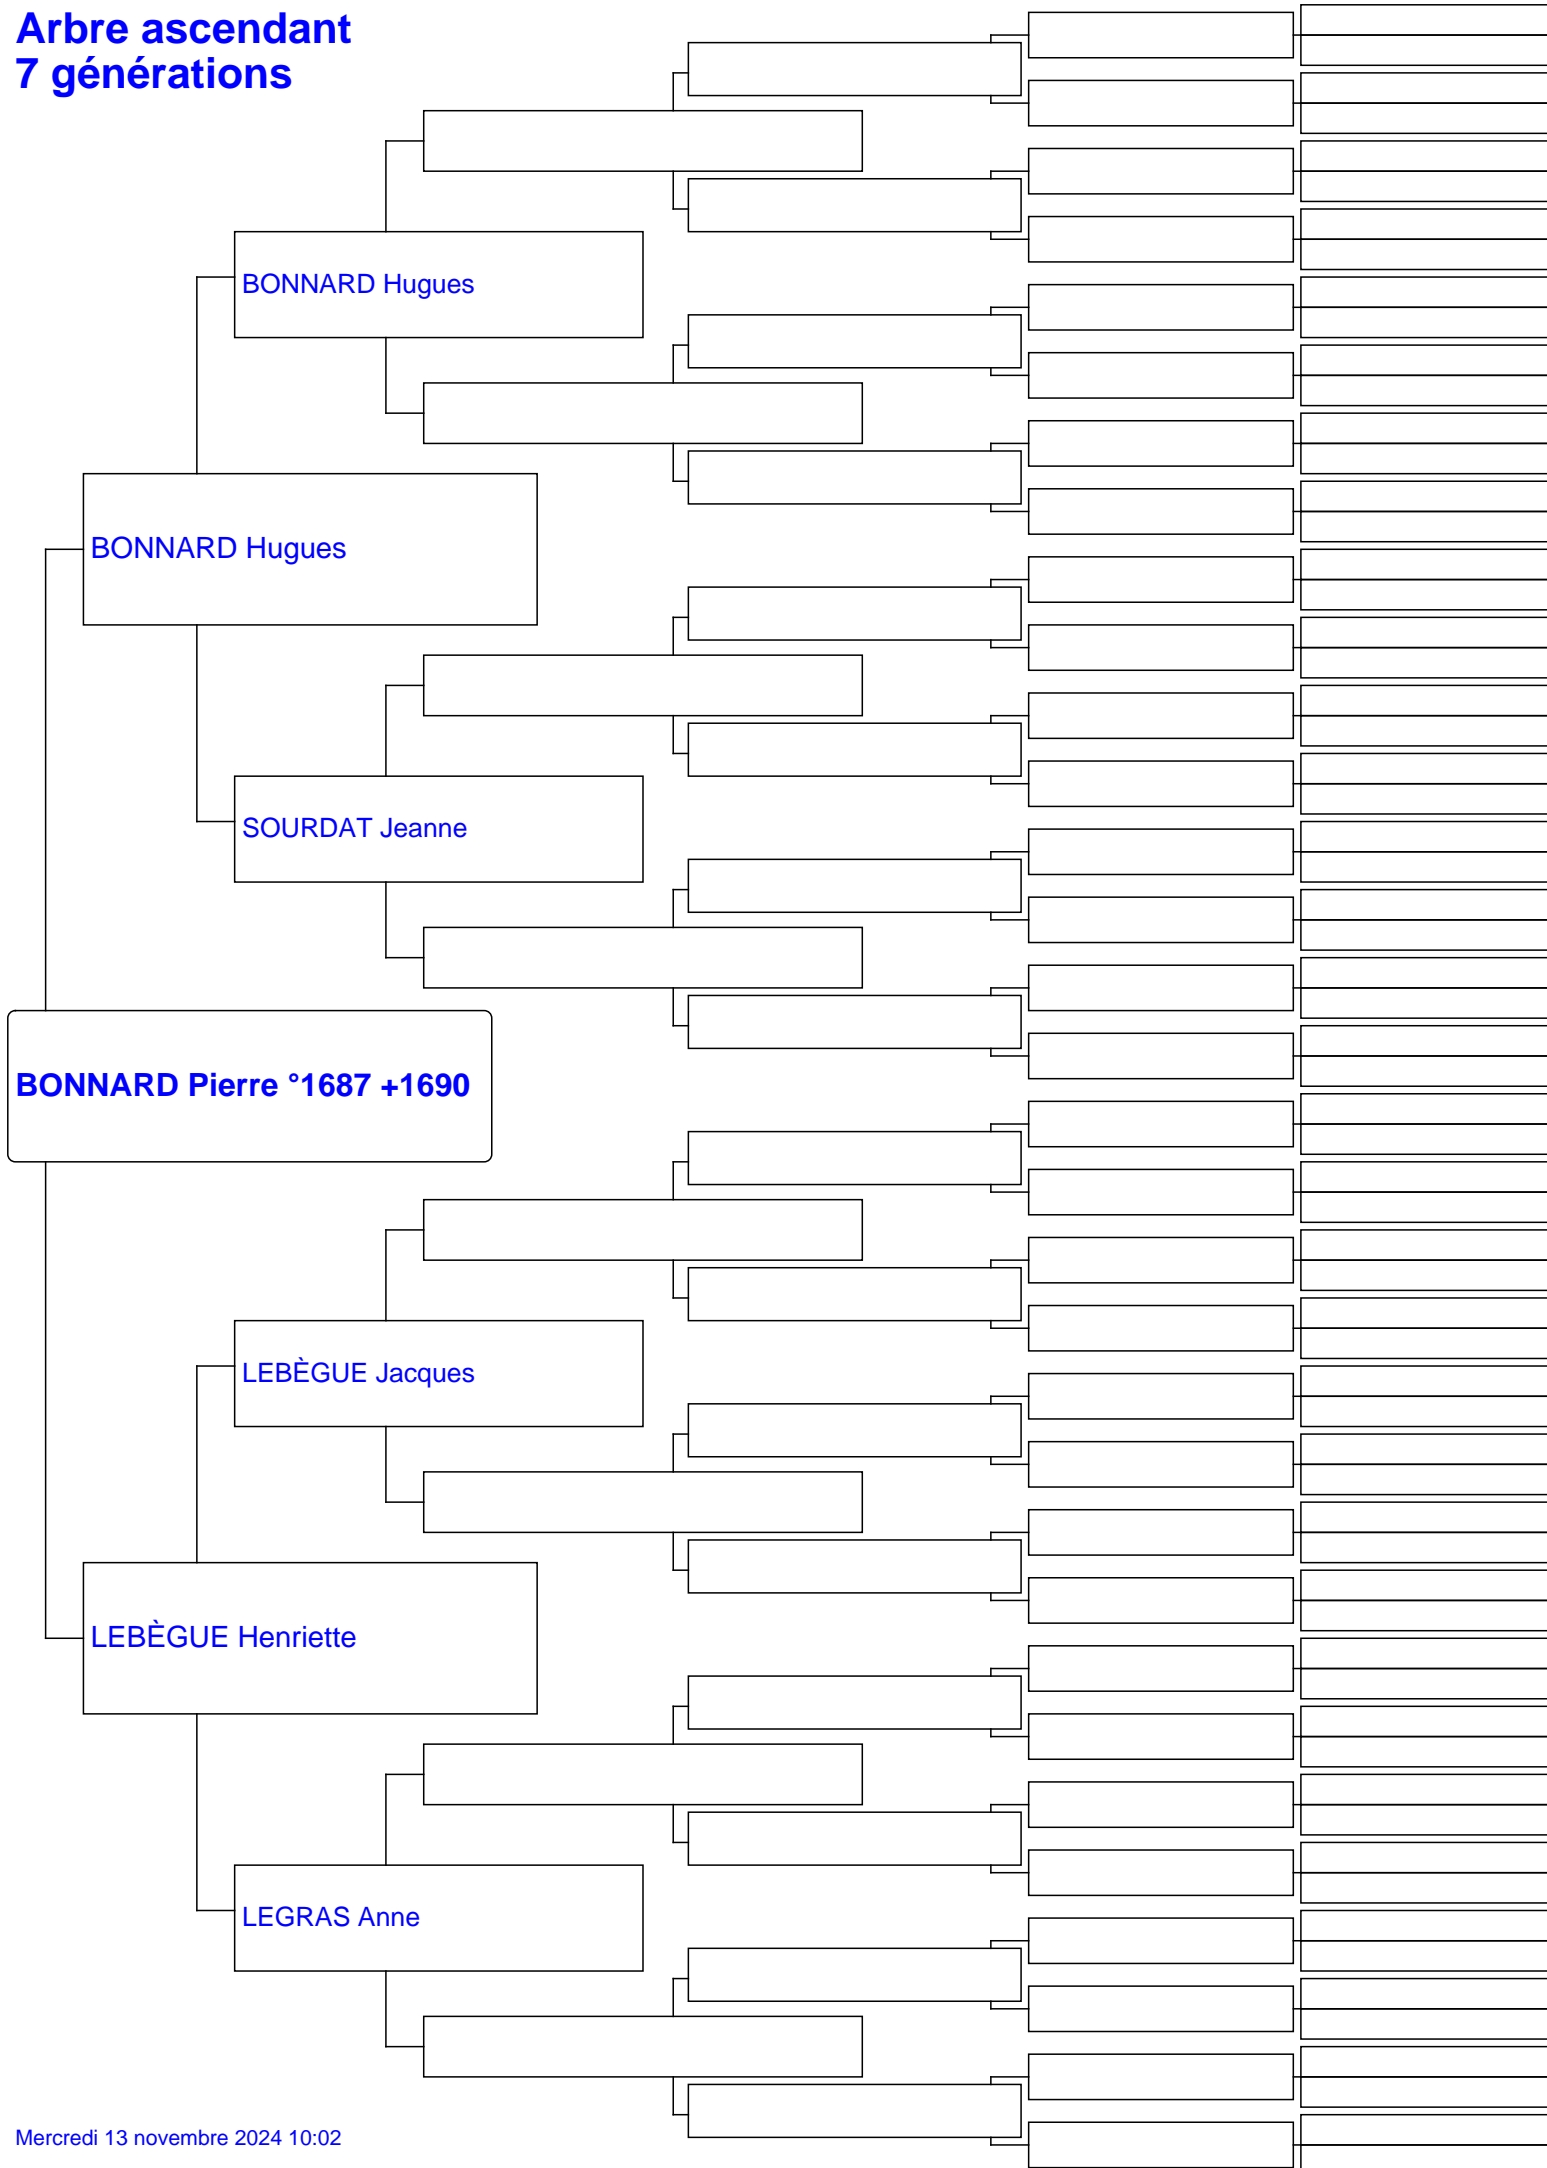 Arbre ascendant
7 générations
BONNARD Hugues
BONNARD Hugues
SOURDAT Jeanne
BONNARD Pierre °1687 +1690
LEBÈGUE Jacques
LEBÈGUE Henriette
LEGRAS Anne
Mercredi 13 novembre 2024 10:02